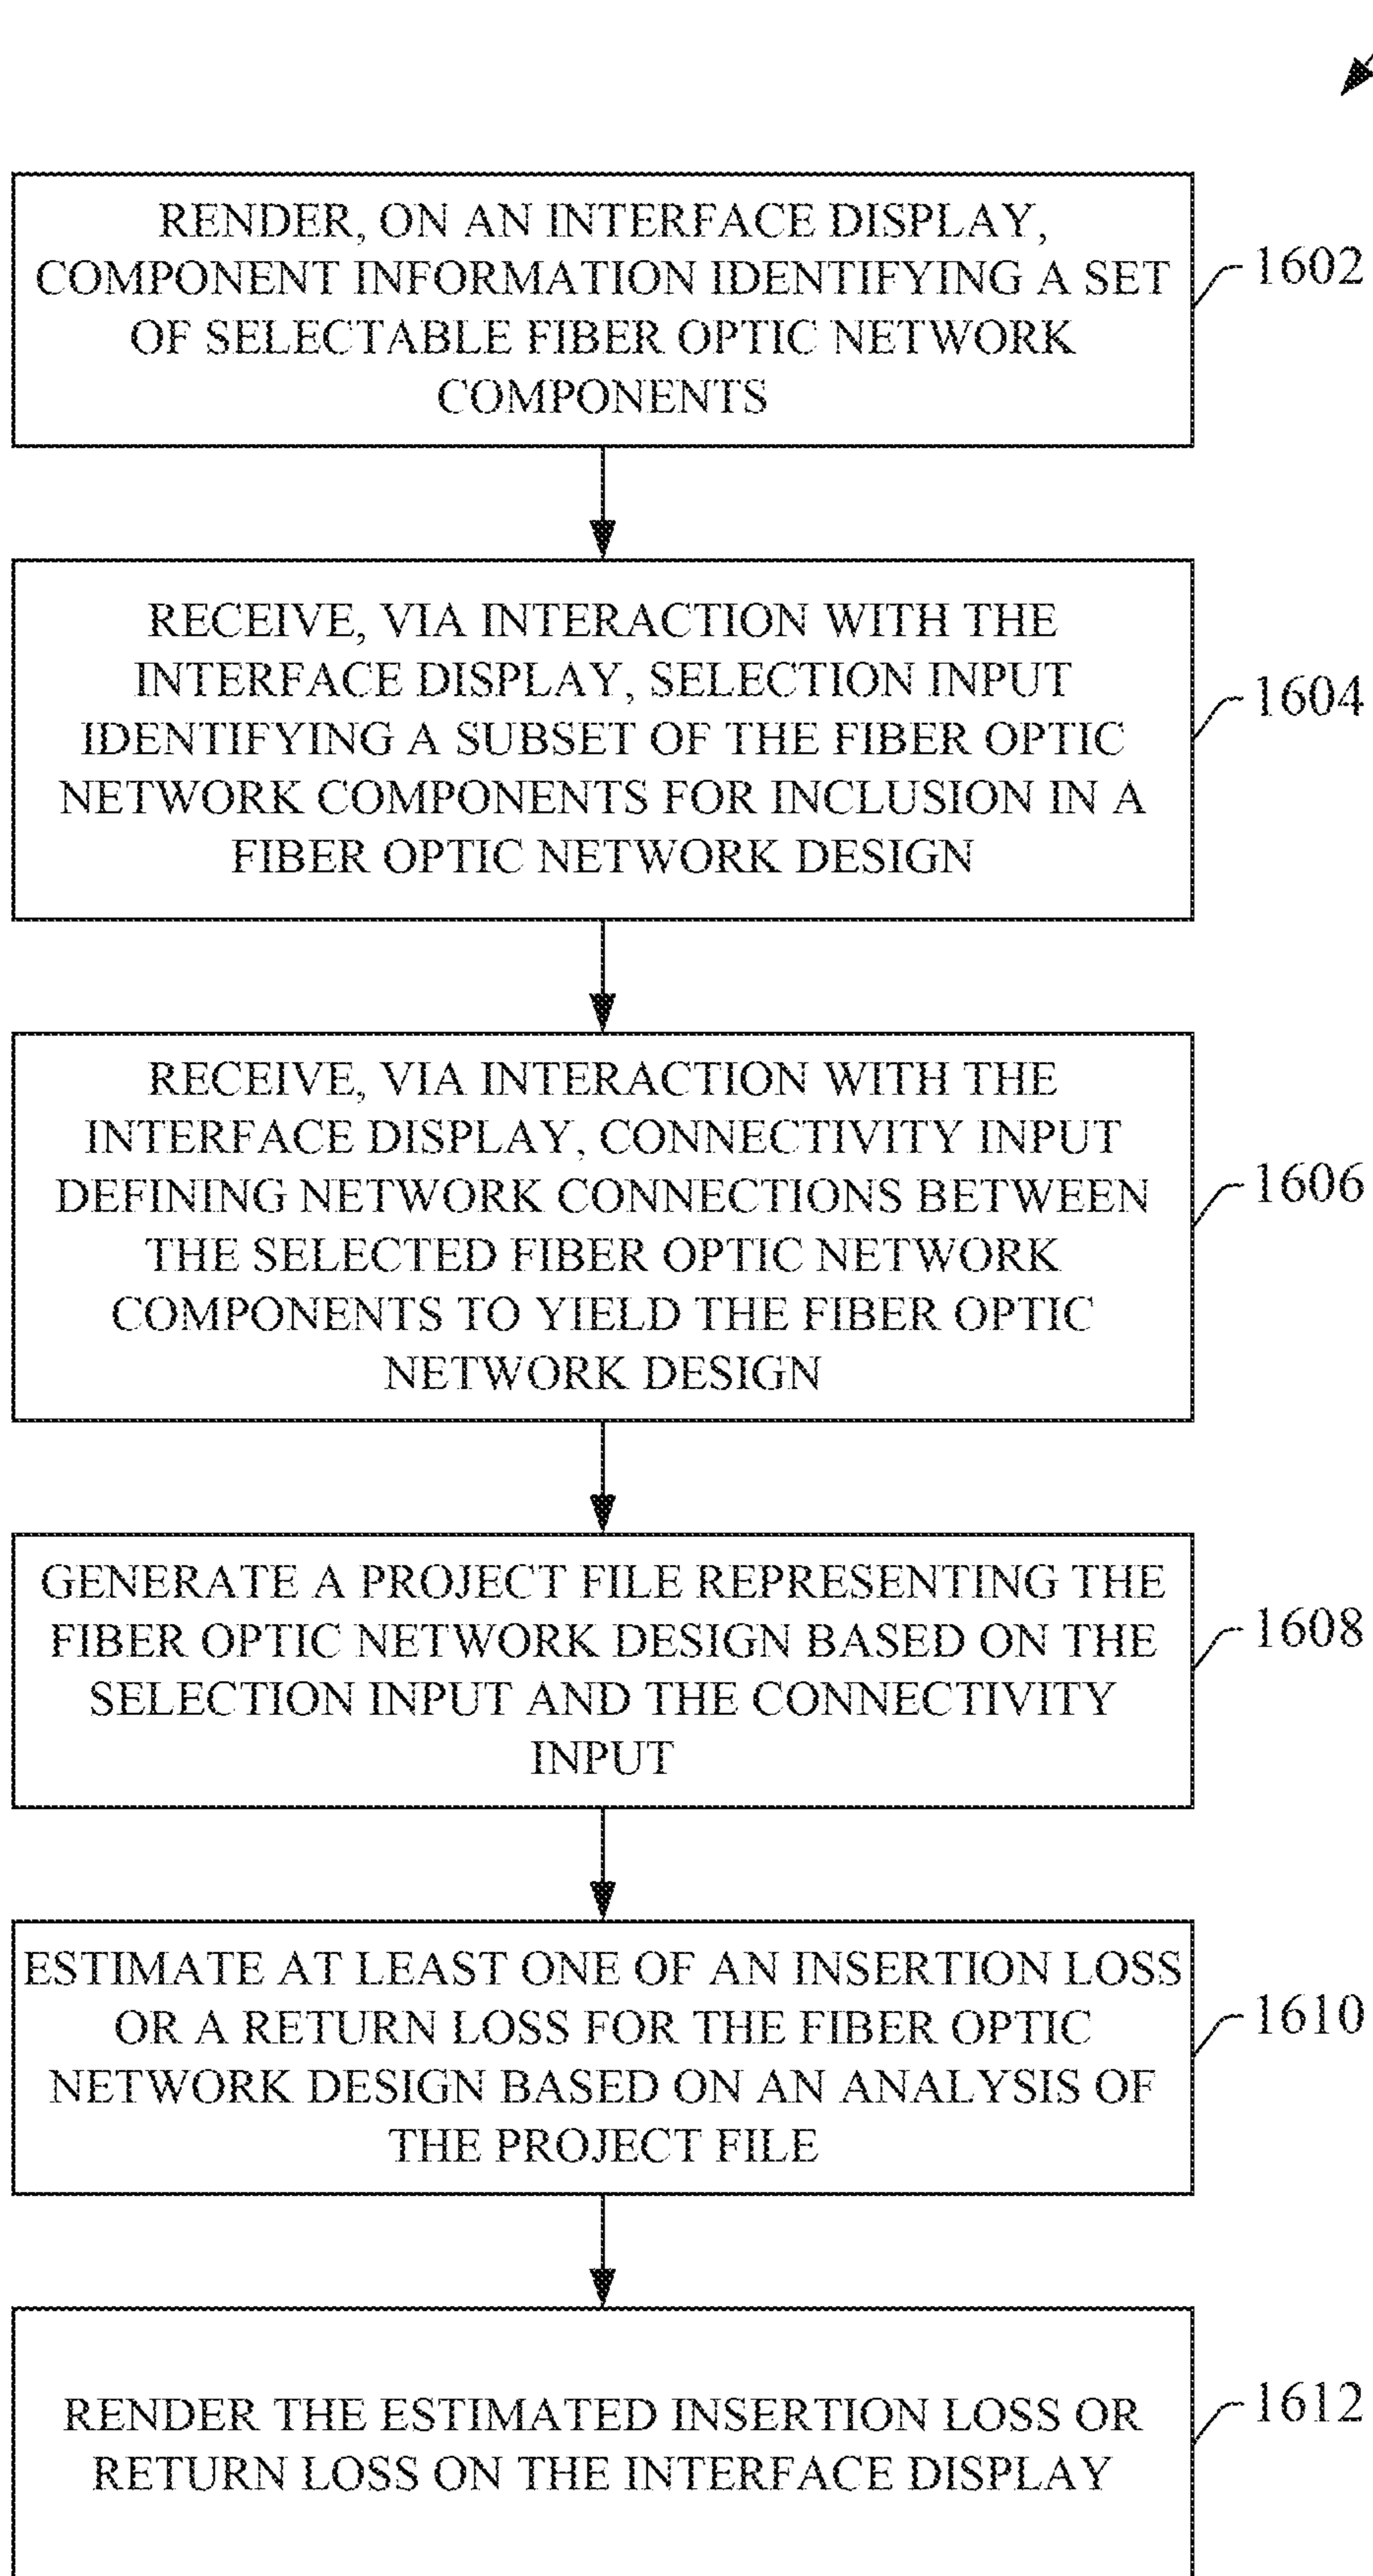 RENDER, ON AN INTERFACE DISPLAY,
COMPONENT INFORMATION IDENTIFYING A SET
OF SELECTABLE FIBER OPTIC NETWORK
COMPONENTS
1602
RECEIVE, VIA INTERACTION WITH THE
INTERFACE DISPLAY, SELECTION INPUT
IDENTIFYING A SUBSET OF THE FIBER OPTIC
NETWORK COMPONENTS FOR INCLUSION IN A
FIBER OPTIC NETWORK DESIGN
1604
RECEIVE, VIA INTERACTION WITH THE
INTERFACE DISPLAY, CONNECTIVITY INPUT
DEFINING NETWORK CONNECTIONS BETWEEN
THE SELECTED FIBER OPTIC NETWORK
COMPONENTS TO YIELD THE FIBER OPTIC
NETWORK DESIGN
1606
GENERATE A PROJECT FILE REPRESENTING THE
FIBER OPTIC NETWORK DESIGN BASED ON THE
SELECTION INPUT AND THE CONNECTIVITY
INPUT
1608
ESTIMATE AT LEAST ONE OF AN INSERTION LOSS
OR A RETURN LOSS FOR THE FIBER OPTIC
NETWORK DESIGN BASED ON AN ANALYSIS OF
THE PROJECT FILE
1610
RENDER THE ESTIMATED INSERTION LOSS OR
RETURN LOSS ON THE INTERFACE DISPLAY
1612